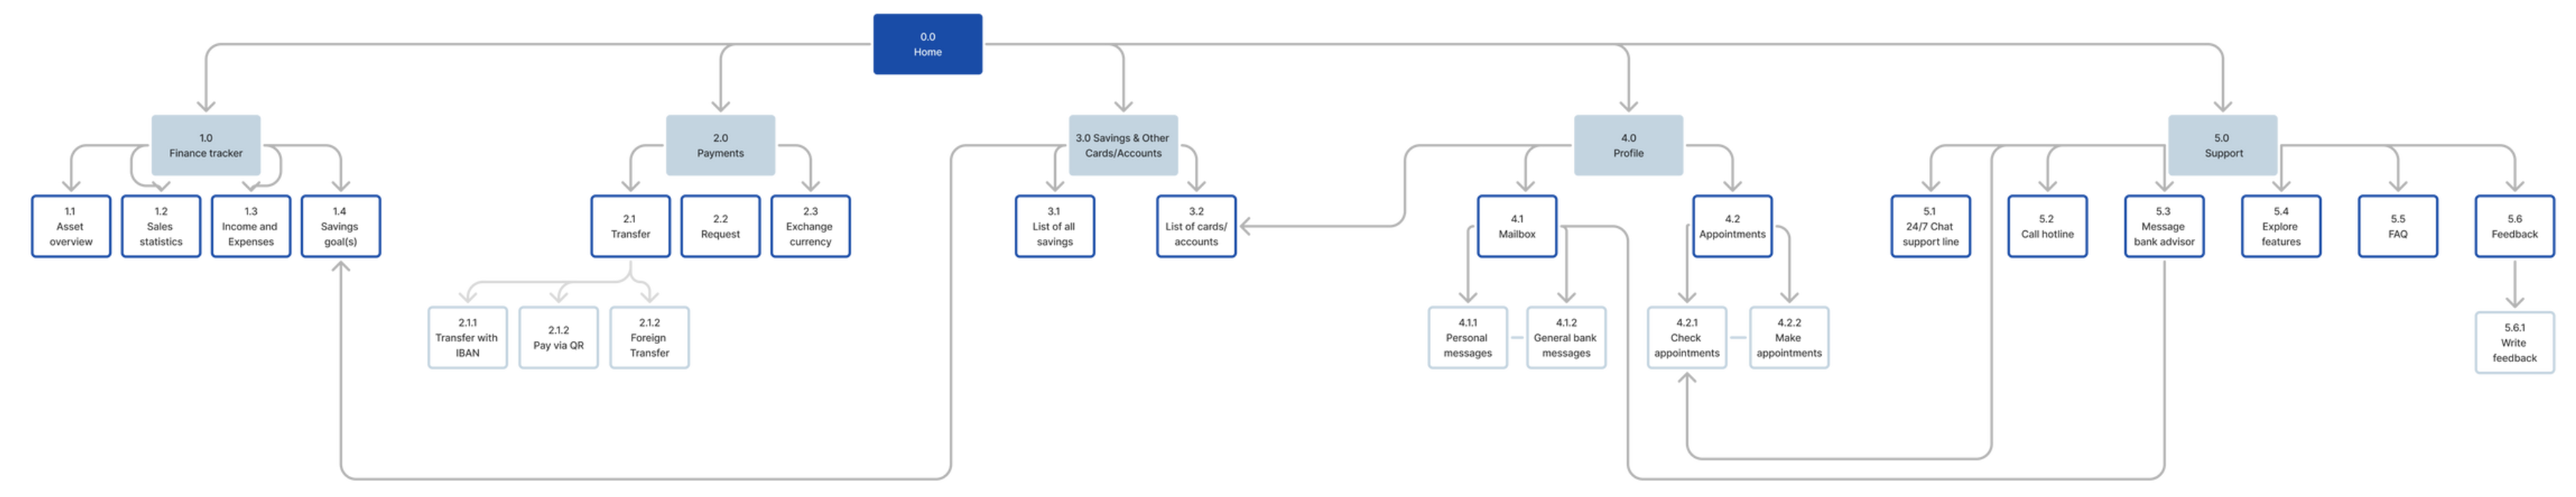 0.0
Home
1.0
Finance tracker
2.0
Payments
3.0 Savings & Other
Cards/Accounts
4.0
Profile
5.0
Support
1.1
Asset
overview
1.2
Sales
statistics
1.3
Income and
Expenses
1.4
Savings
goal(s)
2.1
Transfer
2.2
Request
2.3
Exchange
currency
3.1
List of all
savings
3.2
List of cards/
accounts
4.1
Mailbox
4.2
Appointments
5.1
24/7 Chat
support line
5.2
Call hotline
5.3
Message
bank advisor
5.4
Explore
features
5.5
FAQ
5.6
Feedback
2.1.1
Transfer with
IBAN
2.1.2
Pay via QR
2.1.2
Foreign
Transfer
4.1.1
Personal
messages
4.1.2
General bank
messages
4.2.1
Check
appointments
4.2.2
Make
appointments
5.6.1
Write
feedback